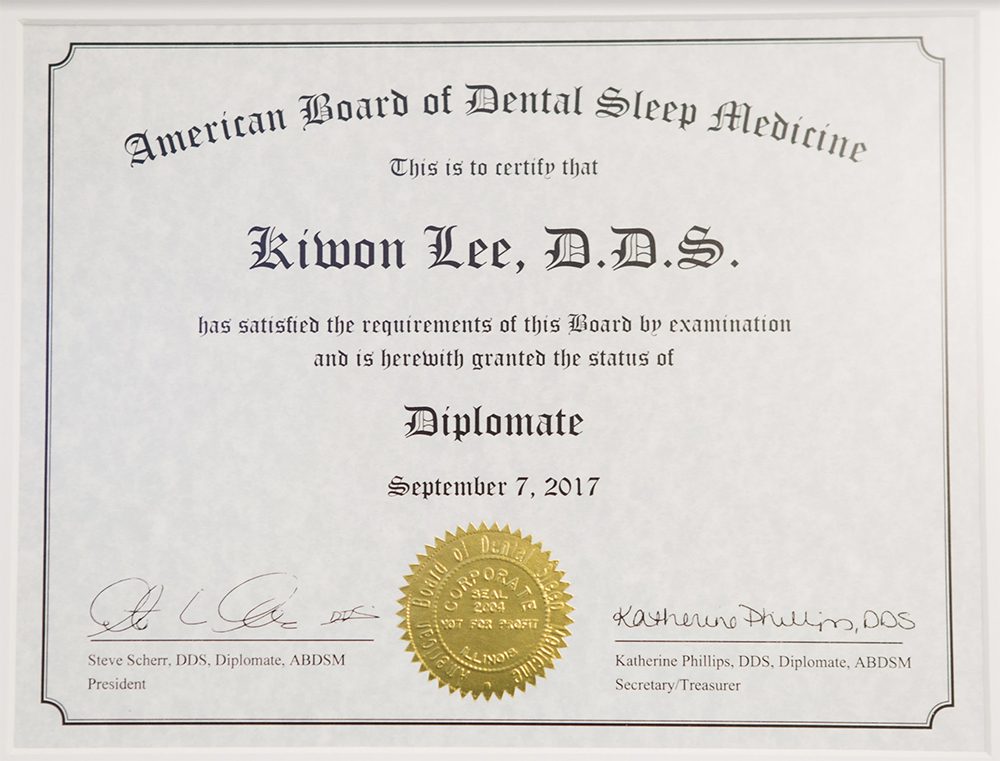 American Board of Dental Sleep Medicine
This is to certify that
Kiwon Lee, D.D.S.
has satisfied the requirements of this Board by examination
and is herewith granted the status of
Diplomate
September 7, 2017
American Board of Dental Sleep Medicine
CORPORATE
SEAL
2004
NOT FOR PROFIT
ILLINOIS
DDS
Steve Scherr, DDS, Diplomate, ABDSM
President
Katherine Phillips, DDS
Katherine Phillips, DDS, Diplomate, ABDSM
Secretary/Treasurer